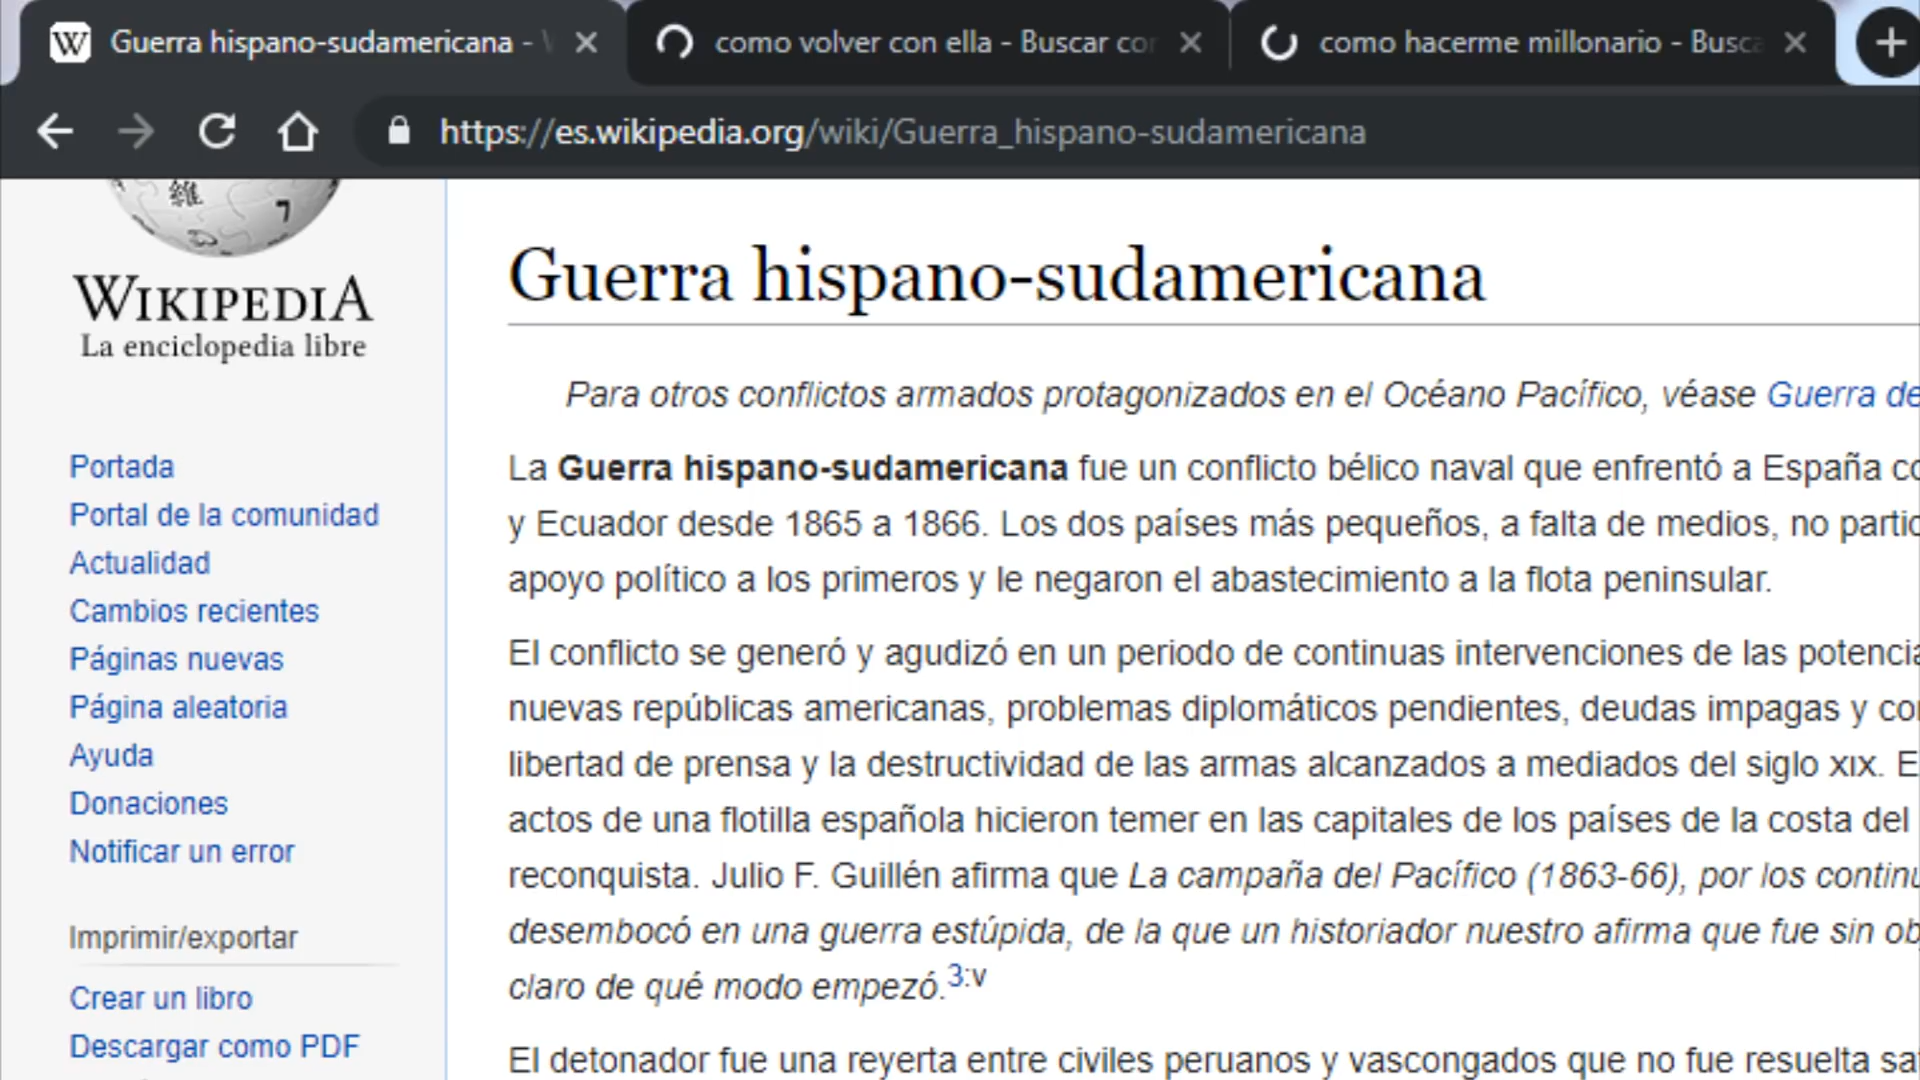 Guerra hispano-sudamericana -
como volver con ella - Buscar
como hacerme millonario -
https://es.wikipedia.org/wiki/Guerra_hispano-sudamericana
WIKIPEDIA
La enciclopedia libre
Portada
Portal de la comunidad
Actualidad
Cambios recientes
Páginas nuevas
Página aleatoria
Ayuda
Donaciones
Notificar un error
Imprimir/exportar
Crear un libro
Descargar como PDF
Guerra hispano-sudamericana
Para otros conflictos armados protagonizados en el Océano Pacífico, véase Guerra de
La Guerra hispano-sudamericana fue un conflicto bélico naval que enfrentó a España
y Ecuador desde 1865 a 1866. Los dos países más pequeños, a falta de medios, no
apoyo político a los primeros y le negaron el abastecimiento a la flota peninsular.
El conflicto se generó y agudizó en un periodo de continuas intervenciones de las
nuevas repúblicas americanas, problemas diplomáticos pendientes, deudas impagas y
libertad de prensa y la destructividad de las armas alcanzados a mediados del siglo XIX.
actos de una flotilla española hicieron temer en las capitales de los países de la costa del
reconquista. Julio F. Guillén afirma que La campaña del Pacífico (1863-66), por los
desembocó en una guerra estúpida, de la que un historiador nuestro afirma que fue sin
claro de qué modo empezó.3:v
El detonador fue una reyerta entre civiles peruanos y vascongados que no fue resuelta